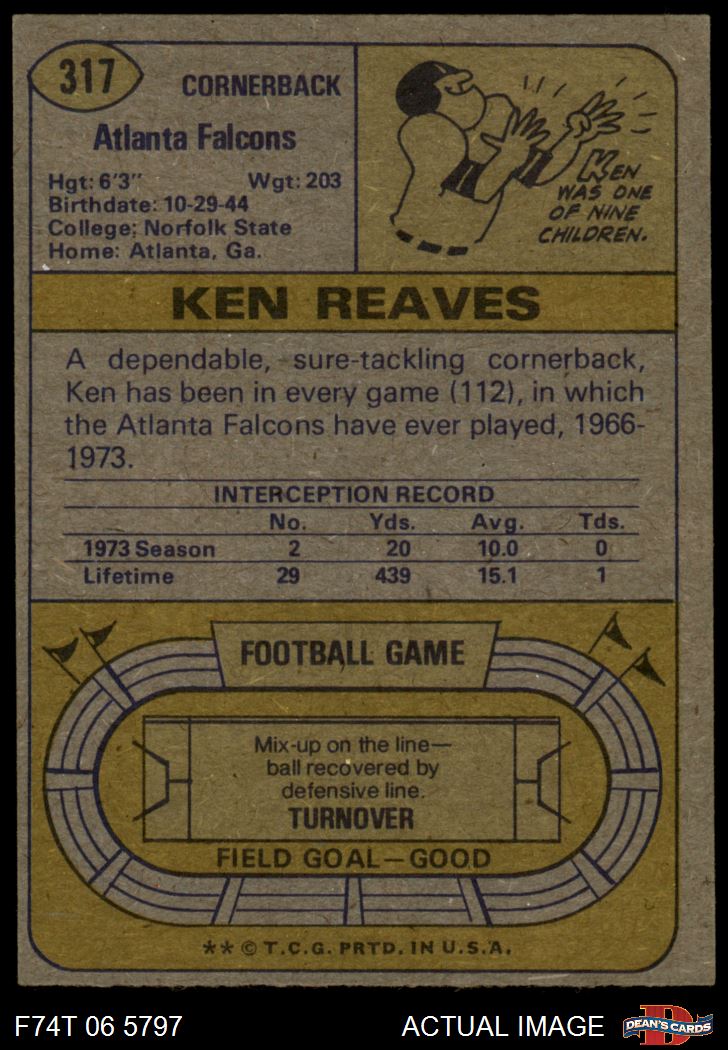 317
CORNERBACK
Atlanta Falcons
Hgt: 6'3" Wgt: 203
Birthdate: 10-29-44
College: Norfolk State
Home: Atlanta, Ga.
KEN
WAS ONE
OF NINE
CHILDREN.
KEN REAVES
A dependable, sure-tackling cornerback,
Ken has been in every game (112), in which
the Atlanta Falcons have ever played, 1966-
1973.
INTERCEPTION RECORD
No. Yds. Avg. Tds.
1973 Season 2 20 10.0 0
Lifetime 29 439 15.1 1
FOOTBALL GAME
Mix-up on the line—
ball recovered by
defensive line.
TURNOVER
FIELD GOAL—GOOD
** © T.C.G. PRTD. IN U.S.A.
F74T 06 5797 ACTUAL IMAGE
D
DEAN'S CARDS